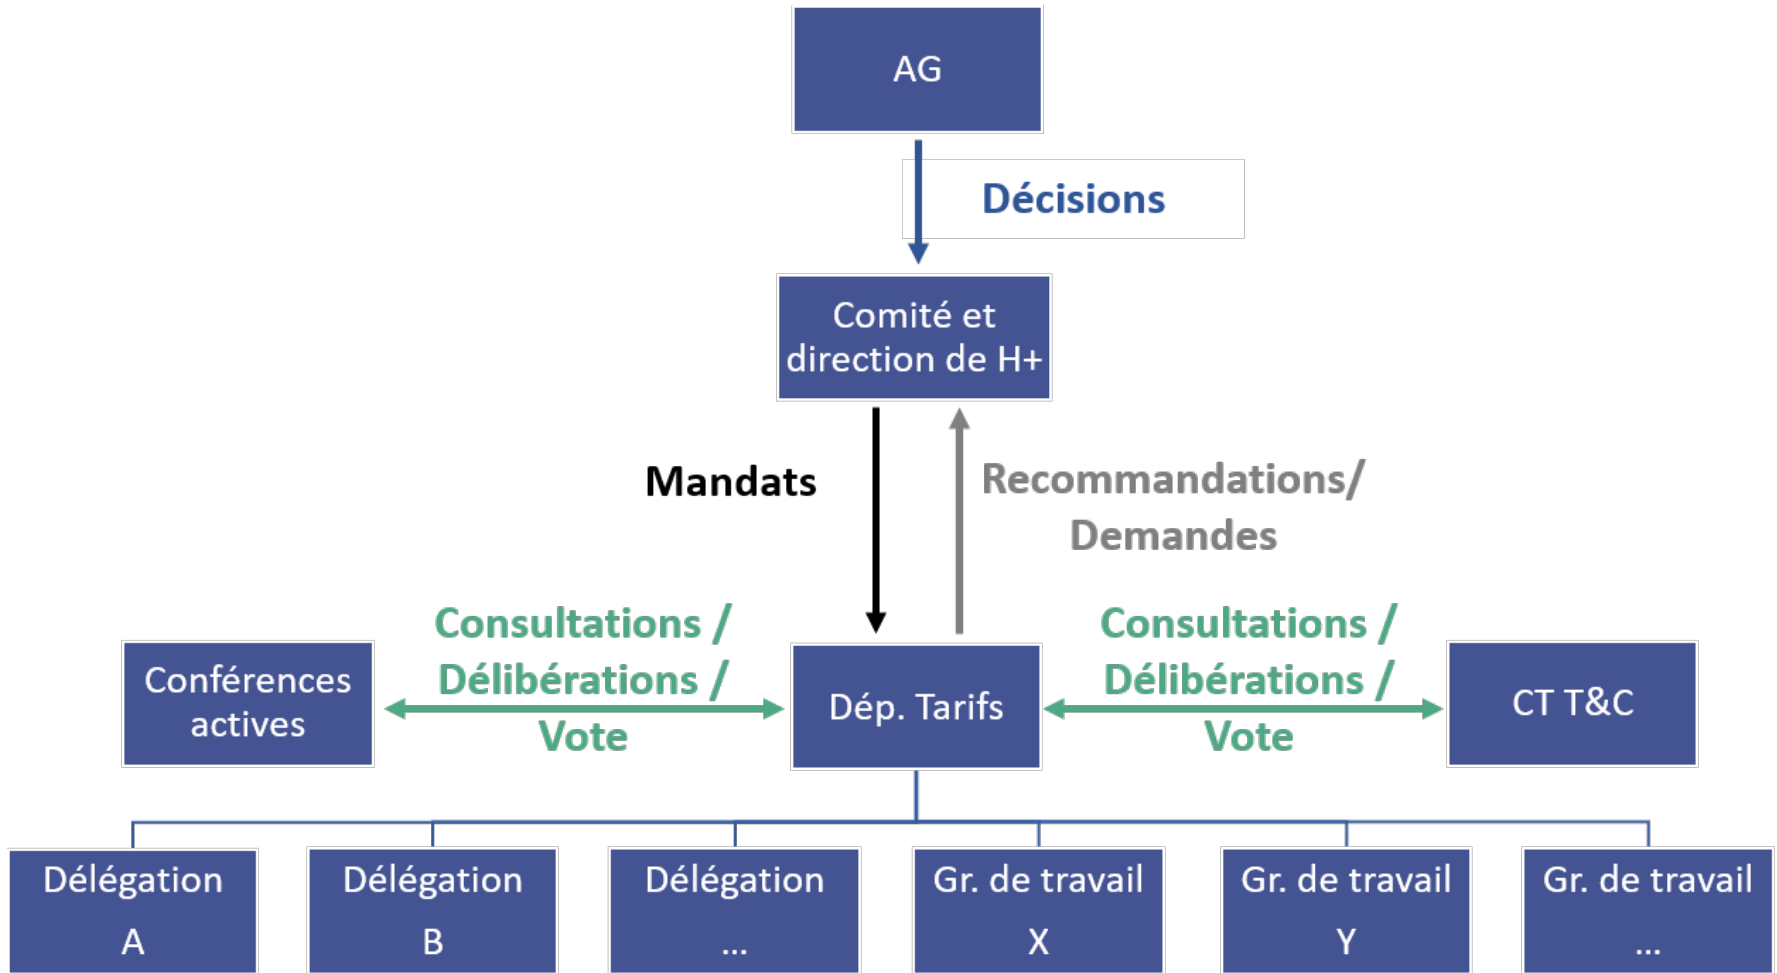 AG
Décisions
Comité et
direction de H+
Mandats
Recommandations/
Demandes
Consultations /
Délibérations /
Vote
Consultations /
Délibérations /
Vote
Conférences
actives
Dép. Tarifs
CT T&C
Délégation
A
Délégation
B
Délégation
...
Gr. de travail
X
Gr. de travail
Y
Gr. de travail
...